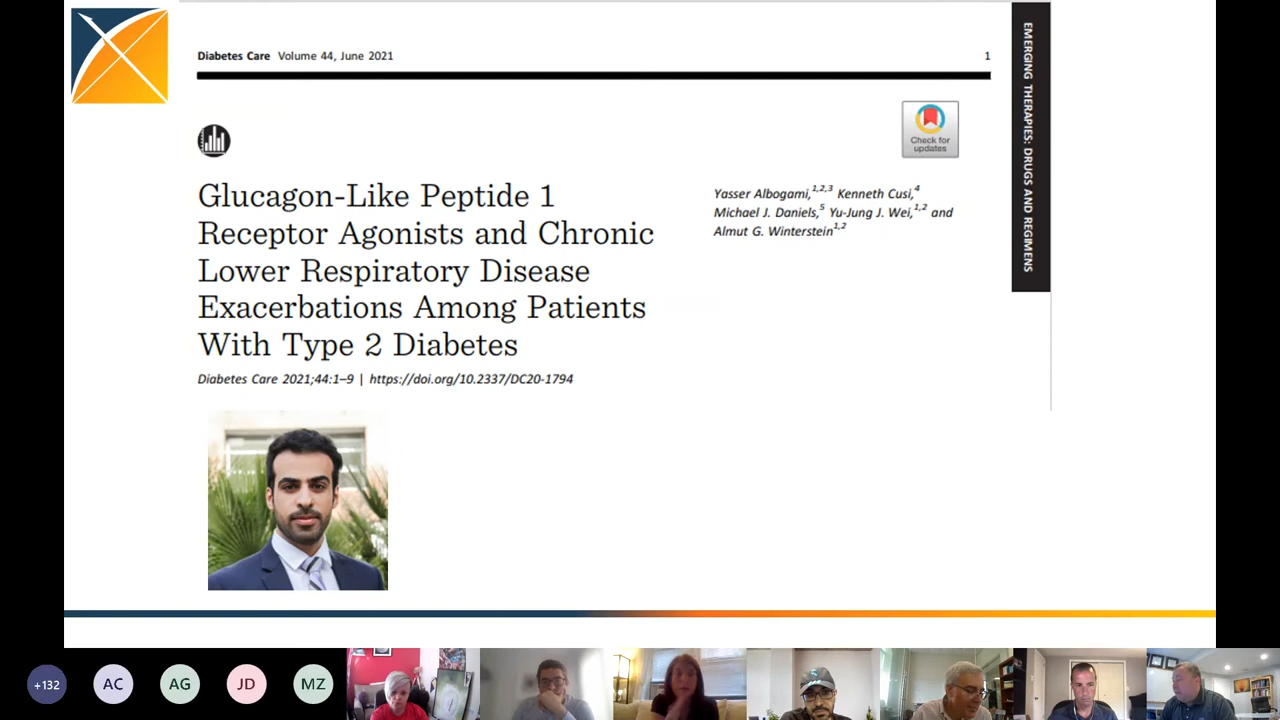 Diabetes Care Volume 44, June 2021
1
EMERGING THERAPIES: DRUGS AND REGIMENS
Check for
updates
Glucagon-Like Peptide 1
Receptor Agonists and Chronic
Lower Respiratory Disease
Exacerbations Among Patients
With Type 2 Diabetes
Diabetes Care 2021;44:1–9 | https://doi.org/10.2337/DC20-1794
Yasser Albogami,1,2,3 Kenneth Cusi,4
Michael J. Daniels,5 Yu-Jung J. Wei,1,2 and
Almut G. Winterstein1,2
+132
AC
AG
JD
MZ